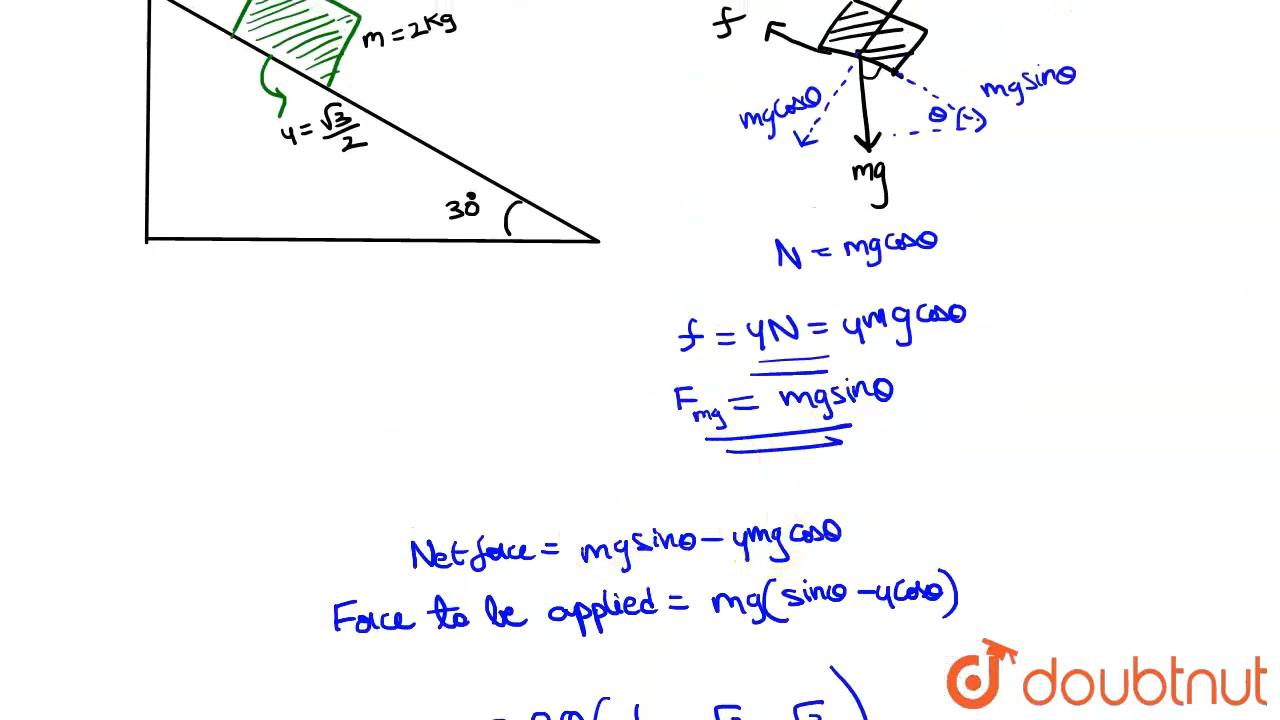 m = 2Kg
μ = √3/2
30°
f
mgcosθ
mgsinθ
θ
mg
N = mgcosθ
f = μN = μmgcosθ
Fmg = mgsinθ
Net force = mgsinθ - μmgcosθ
Force to be applied = mg(sinθ - μcosθ)
doubtnut